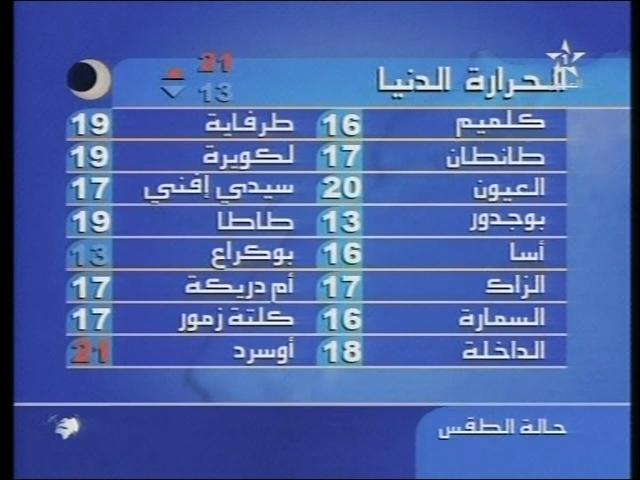 الحرارة الدنيا 21
13
كلميم 16 طرفاية 19
طانطان 17 لكويرة 19
العيون 20 سيدي إفني 17
بوجدور 13 طاطا 19
أسا 16 بوكراع 13
الزاك 17 أم دريكة 17
السمارة 16 كلتة زمور 17
الداخلة 18 أوسرد 21
حالة الطقس